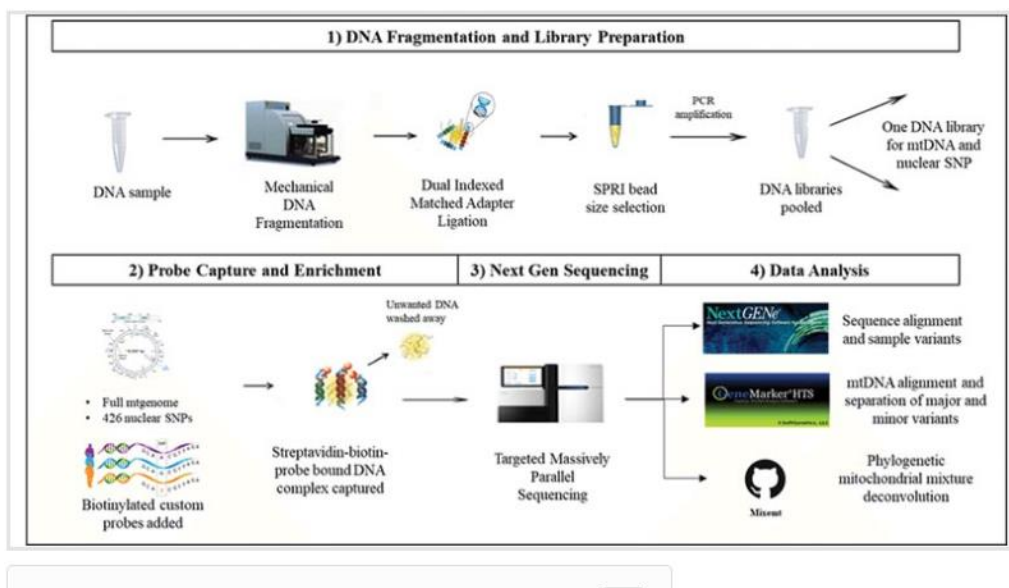 1) DNA Fragmentation and Library Preparation
PCR
amplification
DNA sample
Mechanical
DNA
Fragmentation
Dual Indexed
Matched Adapter
Ligation
SPRI bead
size selection
DNA libraries
pooled
One DNA library
for mtDNA and
nuclear SNP
2) Probe Capture and Enrichment
3) Next Gen Sequencing
4) Data Analysis
• Full mtgenome
• 426 nuclear SNPs
Biotinylated custom
probes added
Unwanted DNA
washed away
Streptavidin-biotin-
probe bound DNA
complex captured
Targeted Massively
Parallel
Sequencing
NextGENe
Sequence alignment
and sample variants
GeneMarker®HTS
mtDNA alignment and
separation of major and
minor variants
Mixemt
Phylogenetic
mitochondrial mixture
deconvolution